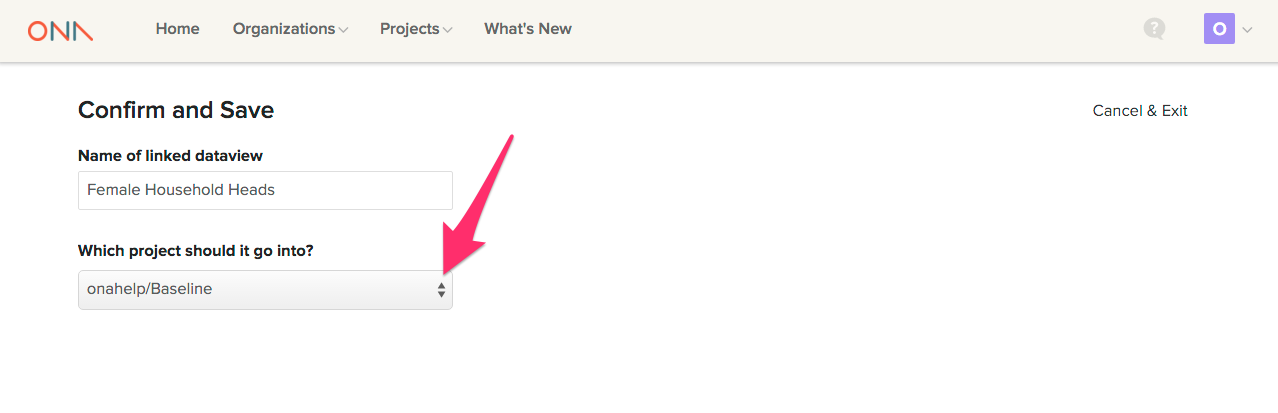 ONA Home Organizations Projects What's New ? O
Confirm and Save Cancel & Exit
Name of linked dataview
Female Household Heads
Which project should it go into?
onahelp/Baseline